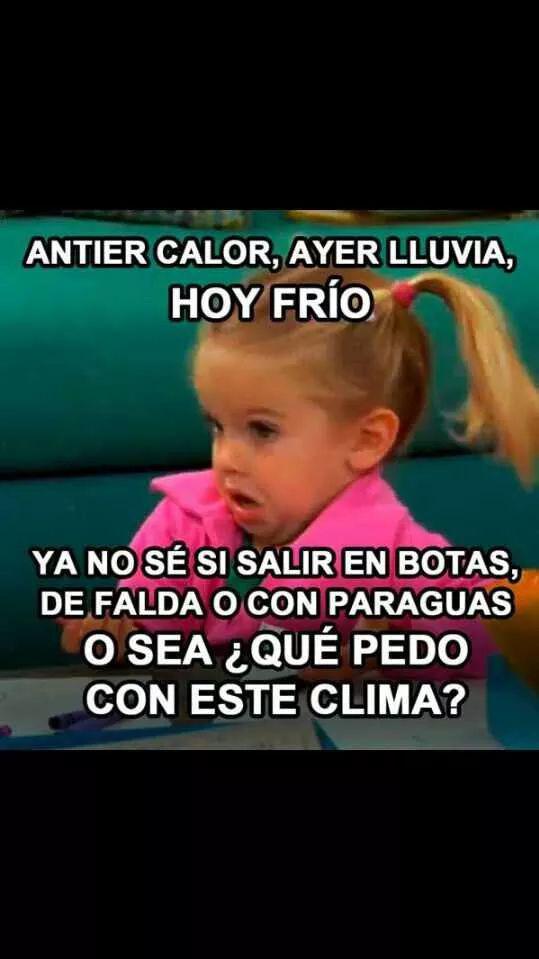 ANTIER CALOR, AYER LLUVIA,
HOY FRÍO
YA NO SÉ SI SALIR EN BOTAS,
DE FALDA O CON PARAGUAS
O SEA ¿QUÉ PEDO
CON ESTE CLIMA?